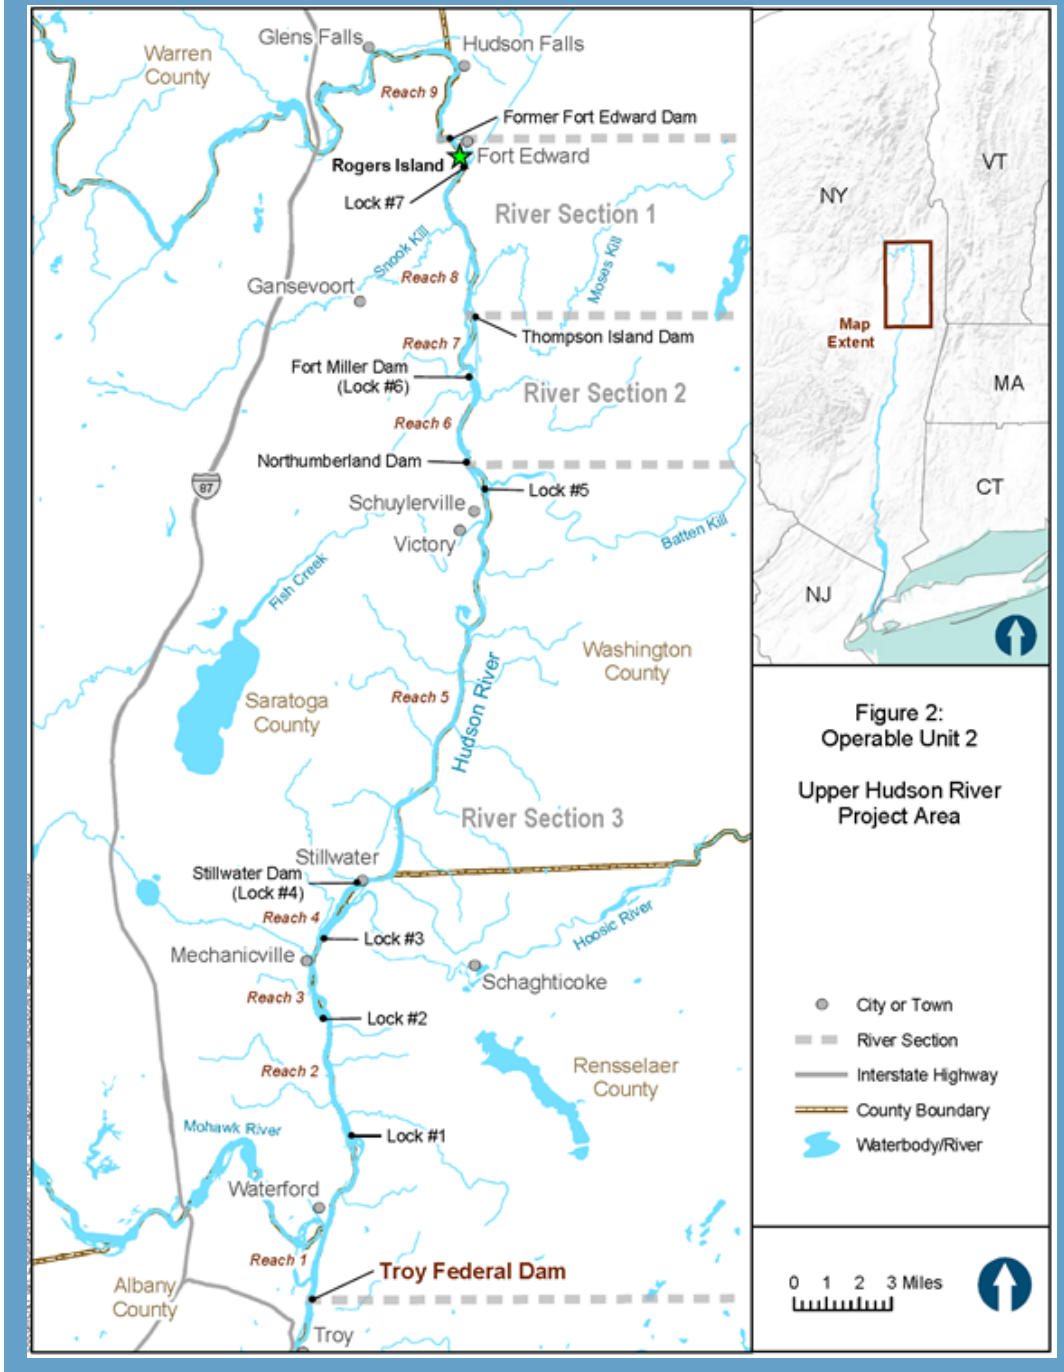 Glens Falls
Hudson Falls
Warren
County
Reach 9
Former Fort Edward Dam
Fort Edward
Rogers Island
Lock #7
River Section 1
Snook Kill
Moses Kill
Reach 8
Gansevoort
Thompson Island Dam
Reach 7
Fort Miller Dam
(Lock #6)
River Section 2
Reach 6
Northumberland Dam
87
Lock #5
Schuylerville
Victory
Batten Kill
Fish Creek
Washington
County
Saratoga
County
Reach 5
Hudson River
River Section 3
Stillwater
Stillwater Dam
(Lock #4)
Reach 4
Hoosic River
Lock #3
Mechanicville
Schaghticoke
Reach 3
Lock #2
Rensselaer
County
Reach 2
Mohawk River
Lock #1
Waterford
Reach 1
Troy Federal Dam
Albany
County
Troy
NY
VT
Map
Extent
MA
CT
NJ
Figure 2:
Operable Unit 2
Upper Hudson River
Project Area
City or Town
River Section
Interstate Highway
County Boundary
Waterbody/River
0 1 2 3 Miles